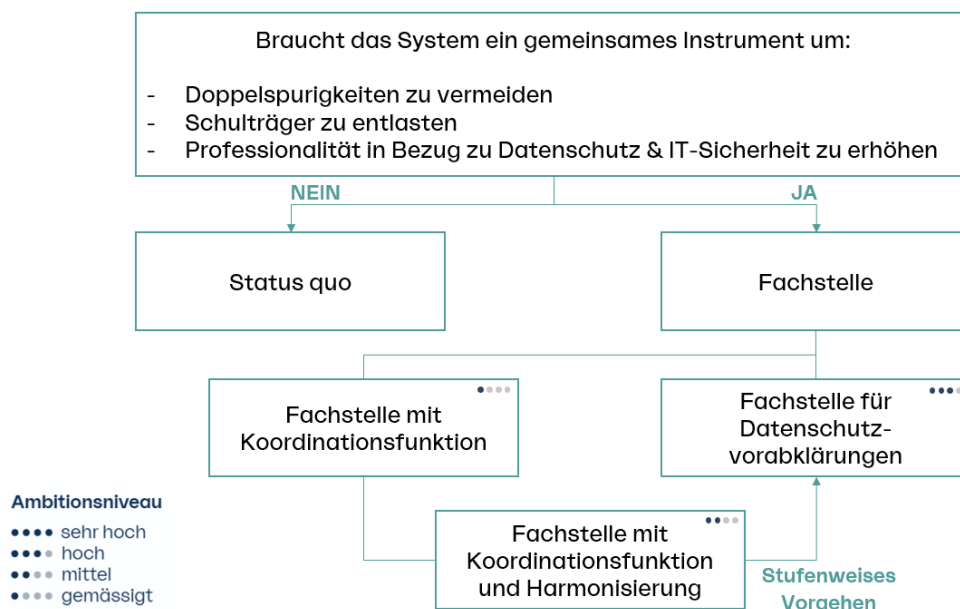 Braucht das System ein gemeinsames Instrument um:
- Doppelspurigkeiten zu vermeiden
- Schulträger zu entlasten
- Professionalität in Bezug zu Datenschutz & IT-Sicherheit zu erhöhen
NEIN
JA
Status quo
Fachstelle
Fachstelle mit
Koordinationsfunktion
Fachstelle für
Datenschutz-
vorabklärungen
Fachstelle mit
Koordinationsfunktion
und Harmonisierung
Stufenweises
Vorgehen
Ambitionsniveau
sehr hoch
hoch
mittel
gemässigt